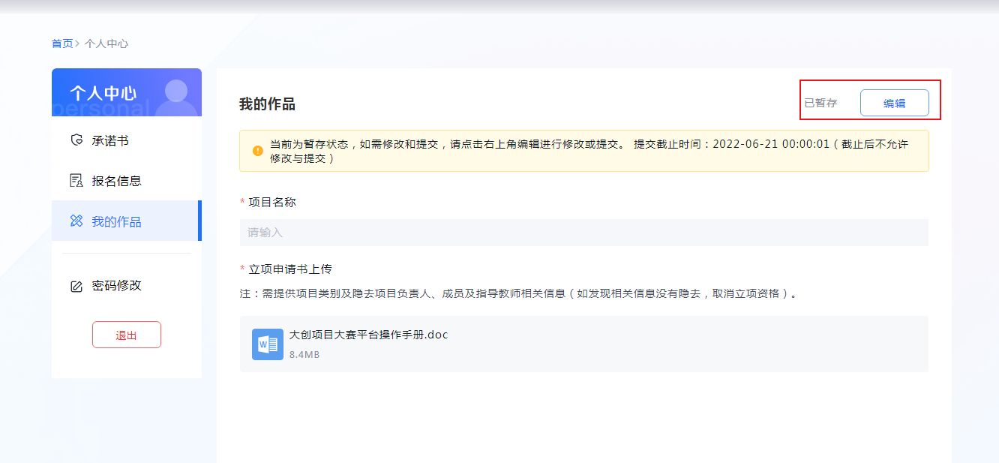 首页> 个人中心
个人中心
personal
承诺书
报名信息
我的作品
密码修改
退出
我的作品
已暂存
编辑
当前为暂存状态，如需修改和提交，请点击右上角编辑进行修改或提交。 提交截止时间：2022-06-21 00:00:01（截止后不允许
修改与提交）
* 项目名称
请输入
* 立项申请书上传
注：需提供项目类别及隐去项目负责人、成员及指导教师相关信息（如发现相关信息没有隐去，取消立项资格）。
W
大创项目大赛平台操作手册.doc
8.4MB